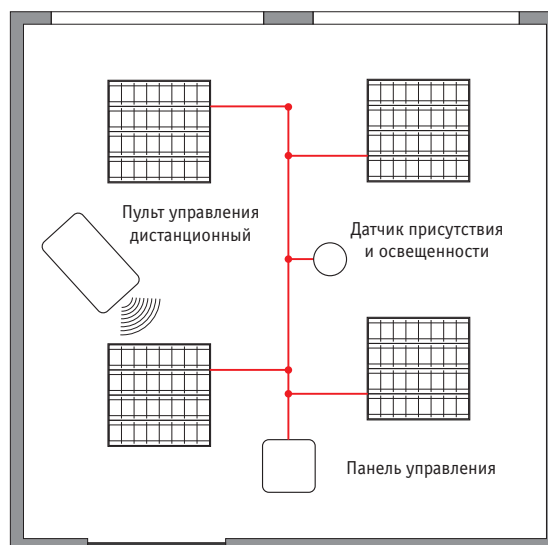 Пульт управления
дистанционный
Датчик присутствия
и освещенности
Панель управления